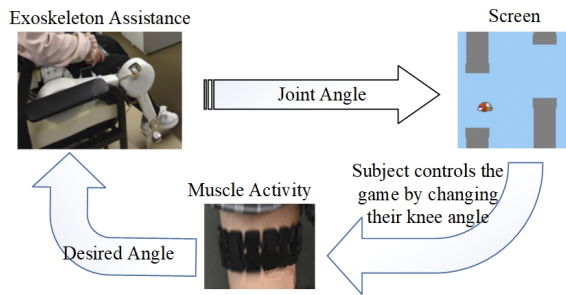 Exoskeleton Assistance
Screen
Joint Angle
Subject controls the
game by changing
their knee angle
Muscle Activity
Desired Angle